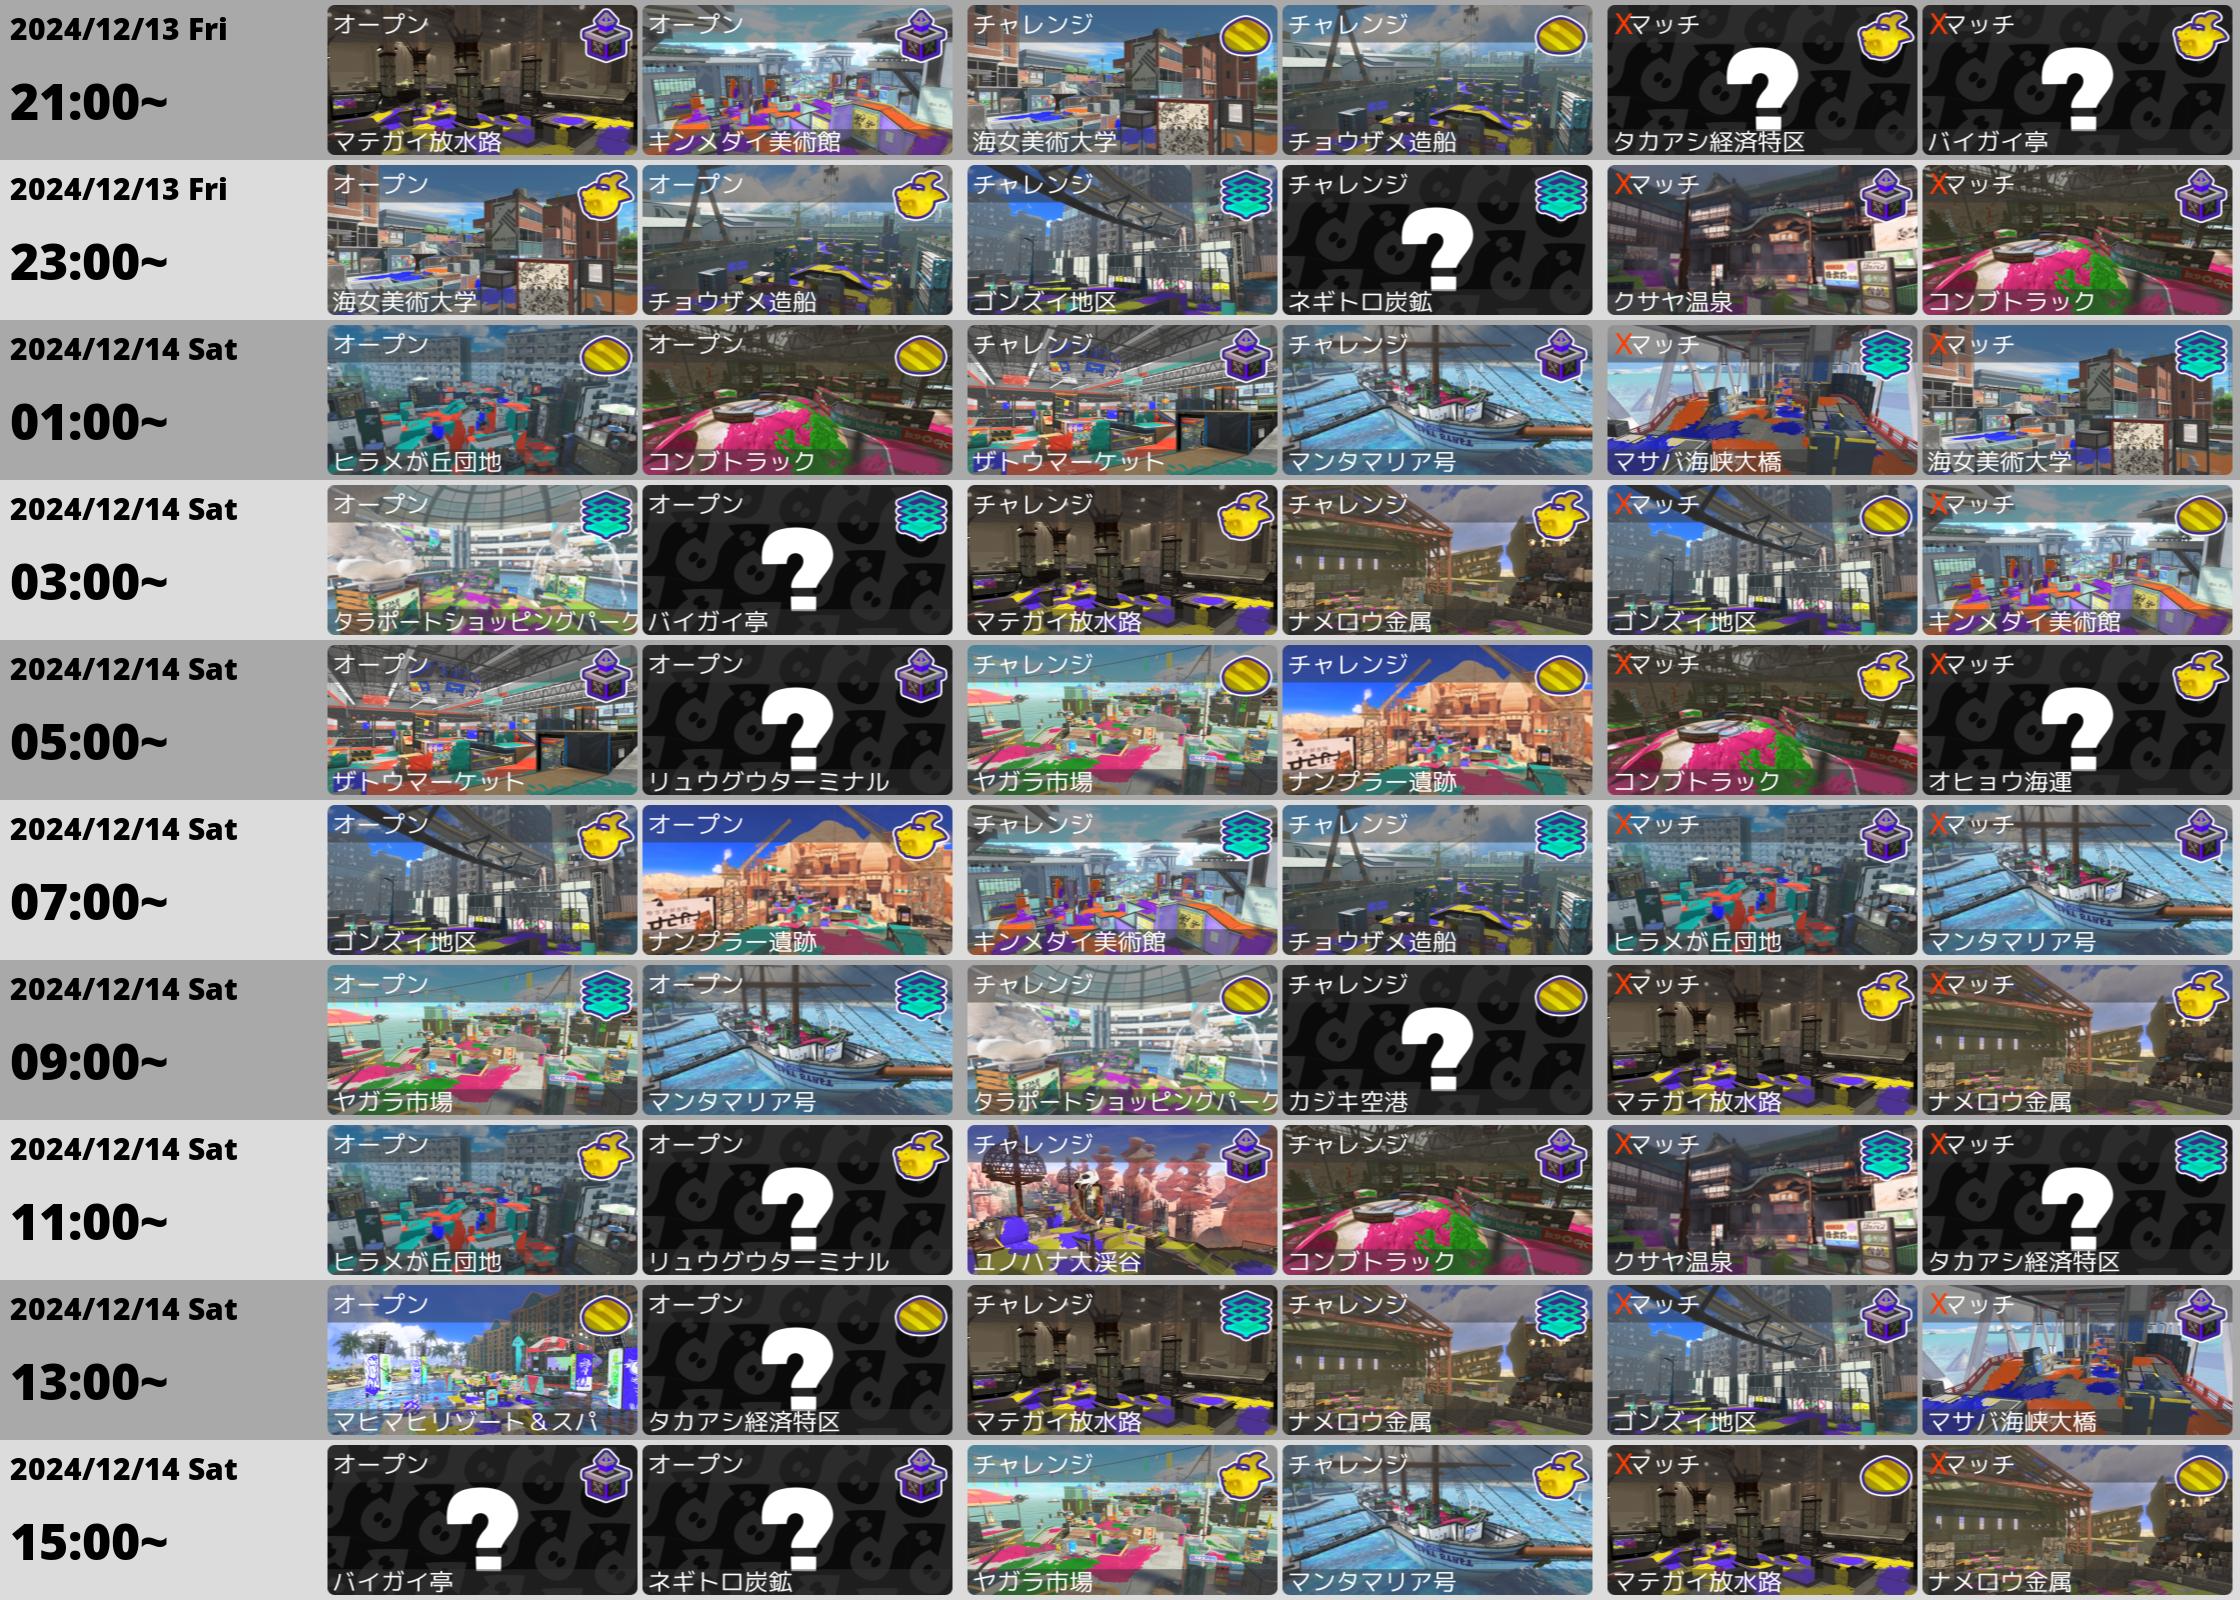 2024/12/13 Fri
21:00~
オープン
マテガイ放水路
オープン
キンメダイ美術館
チャレンジ
海女美術大学
チャレンジ
チョウザメ造船
Xマッチ
タカアシ経済特区
Xマッチ
バイガイ亭
2024/12/13 Fri
23:00~
オープン
海女美術大学
オープン
チョウザメ造船
チャレンジ
ゴンズイ地区
チャレンジ
ネギトロ炭鉱
Xマッチ
クサヤ温泉
Xマッチ
コンブトラック
2024/12/14 Sat
01:00~
オープン
ヒラメが丘団地
オープン
コンブトラック
チャレンジ
ザトウマーケット
チャレンジ
マンタマリア号
Xマッチ
マサバ海峡大橋
Xマッチ
海女美術大学
2024/12/14 Sat
03:00~
オープン
タラポートショッピングパーク
オープン
バイガイ亭
チャレンジ
マテガイ放水路
チャレンジ
ナメロウ金属
Xマッチ
ゴンズイ地区
Xマッチ
キンメダイ美術館
2024/12/14 Sat
05:00~
オープン
ザトウマーケット
オープン
リュウグウターミナル
チャレンジ
ヤガラ市場
チャレンジ
ナンプラー遺跡
Xマッチ
コンブトラック
Xマッチ
オヒョウ海運
2024/12/14 Sat
07:00~
オープン
ゴンズイ地区
オープン
ナンプラー遺跡
チャレンジ
キンメダイ美術館
チャレンジ
チョウザメ造船
Xマッチ
ヒラメが丘団地
Xマッチ
マンタマリア号
2024/12/14 Sat
09:00~
オープン
ヤガラ市場
オープン
マンタマリア号
チャレンジ
タラポートショッピングパーク
チャレンジ
カジキ空港
Xマッチ
マテガイ放水路
Xマッチ
ナメロウ金属
2024/12/14 Sat
11:00~
オープン
ヒラメが丘団地
オープン
リュウグウターミナル
チャレンジ
ユノハナ大渓谷
チャレンジ
コンブトラック
Xマッチ
クサヤ温泉
Xマッチ
タカアシ経済特区
2024/12/14 Sat
13:00~
オープン
マヒマヒリゾート＆スパ
オープン
タカアシ経済特区
チャレンジ
マテガイ放水路
チャレンジ
ナメロウ金属
Xマッチ
ゴンズイ地区
Xマッチ
マサバ海峡大橋
2024/12/14 Sat
15:00~
オープン
バイガイ亭
オープン
ネギトロ炭鉱
チャレンジ
ヤガラ市場
チャレンジ
マンタマリア号
Xマッチ
マテガイ放水路
Xマッチ
ナメロウ金属